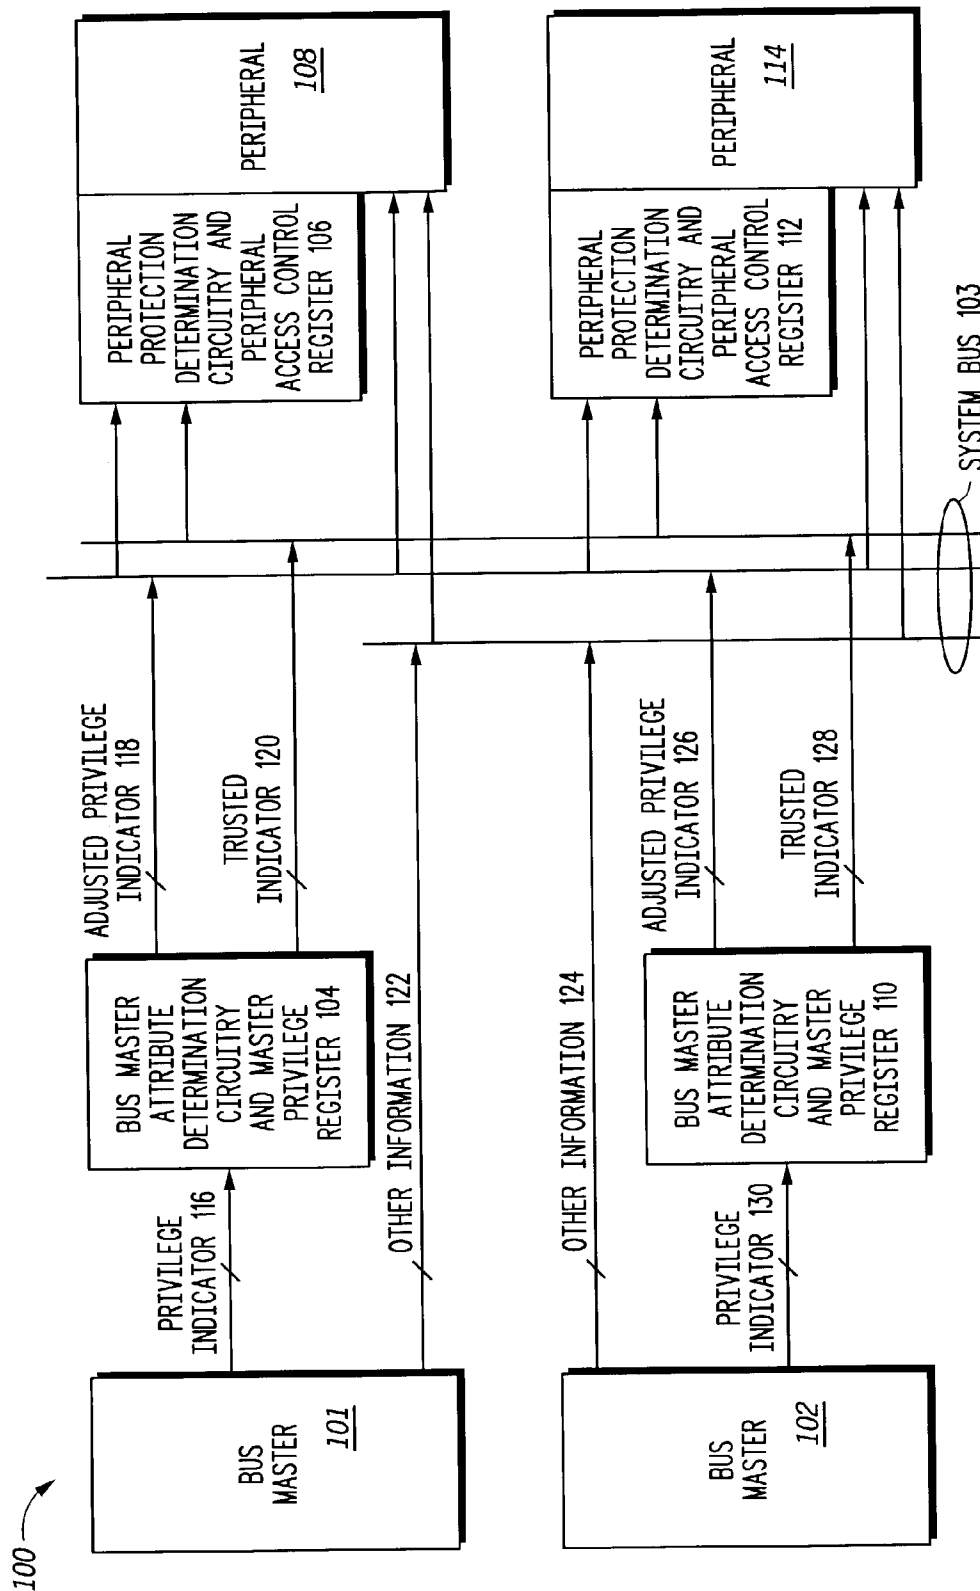 100
BUS
MASTER
101
PRIVILEGE
INDICATOR 116
BUS MASTER
ATTRIBUTE
DETERMINATION
CIRCUITRY
AND MASTER
PRIVILEGE
REGISTER 104
ADJUSTED PRIVILEGE
INDICATOR 118
TRUSTED
INDICATOR 120
OTHER INFORMATION 122
PERIPHERAL
PROTECTION
DETERMINATION
CIRCUITRY AND
PERIPHERAL
ACCESS CONTROL
REGISTER 106
PERIPHERAL
108
BUS
MASTER
102
OTHER INFORMATION 124
PRIVILEGE
INDICATOR 130
BUS MASTER
ATTRIBUTE
DETERMINATION
CIRCUITRY
AND MASTER
PRIVILEGE
REGISTER 110
ADJUSTED PRIVILEGE
INDICATOR 126
TRUSTED
INDICATOR 128
PERIPHERAL
PROTECTION
DETERMINATION
CIRCUITRY AND
PERIPHERAL
ACCESS CONTROL
REGISTER 112
PERIPHERAL
114
SYSTEM BUS 103